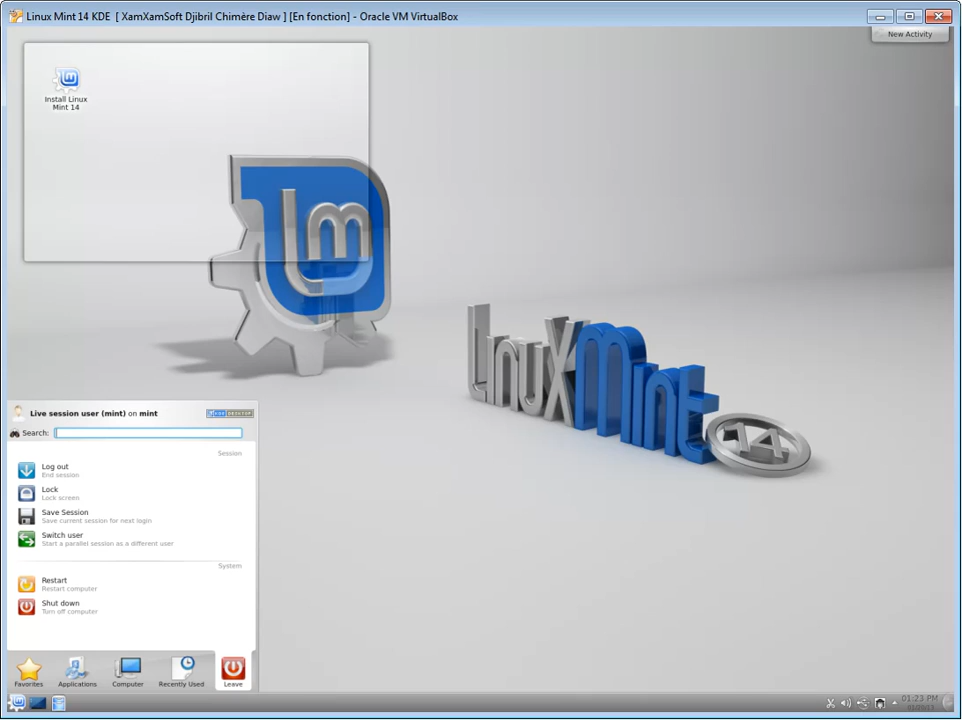 Linux Mint 14 KDE [ XamXamSoft Djibril Chimère Diaw ] [En fonction] - Oracle VM VirtualBox
New Activity
Install Linux
Mint 14
lm
LinuxMint
14
Live session user (mint) on mint
Search:
Session
Log out
End session
Lock
Lock screen
Save Session
Save current session for next login
Switch user
Start a parallel session as a different user
System
Restart
Restart computer
Shut down
Turn off computer
Favorites
Applications
Computer
Recently Used
Leave
01:23 PM